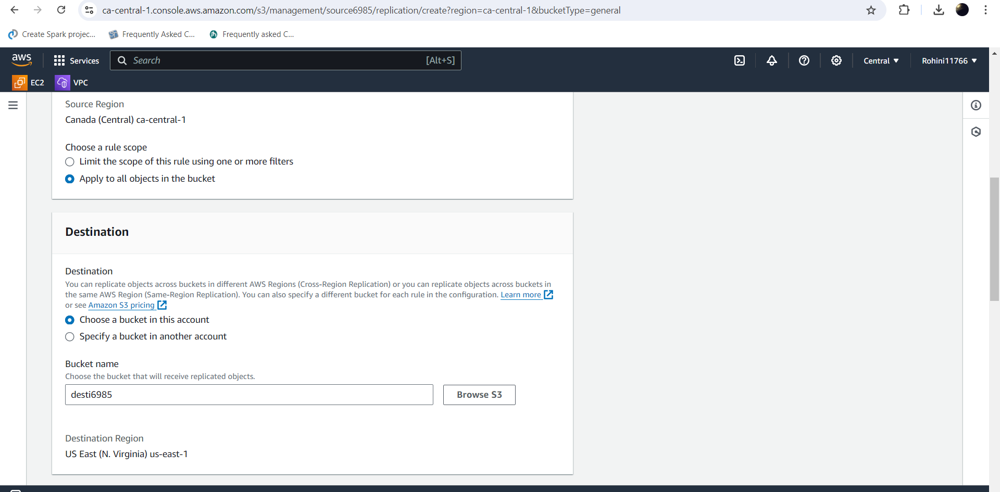 ca-central-1.console.aws.amazon.com/s3/management/source6985/replication/create?region=ca-central-1&bucketType=general
Create Spark projec...
Frequently Asked C...
Frequently asked C...
aws
Services
Search
[Alt+S]
Central
Rohini11766
EC2
VPC
Source Region
Canada (Central) ca-central-1
Choose a rule scope
Limit the scope of this rule using one or more filters
Apply to all objects in the bucket
Destination
Destination
You can replicate objects across buckets in different AWS Regions (Cross-Region Replication) or you can replicate objects across buckets in
the same AWS Region (Same-Region Replication). You can also specify a different bucket for each rule in the configuration. Learn more
or see Amazon S3 pricing
Choose a bucket in this account
Specify a bucket in another account
Bucket name
Choose the bucket that will receive replicated objects.
desti6985
Browse S3
Destination Region
US East (N. Virginia) us-east-1